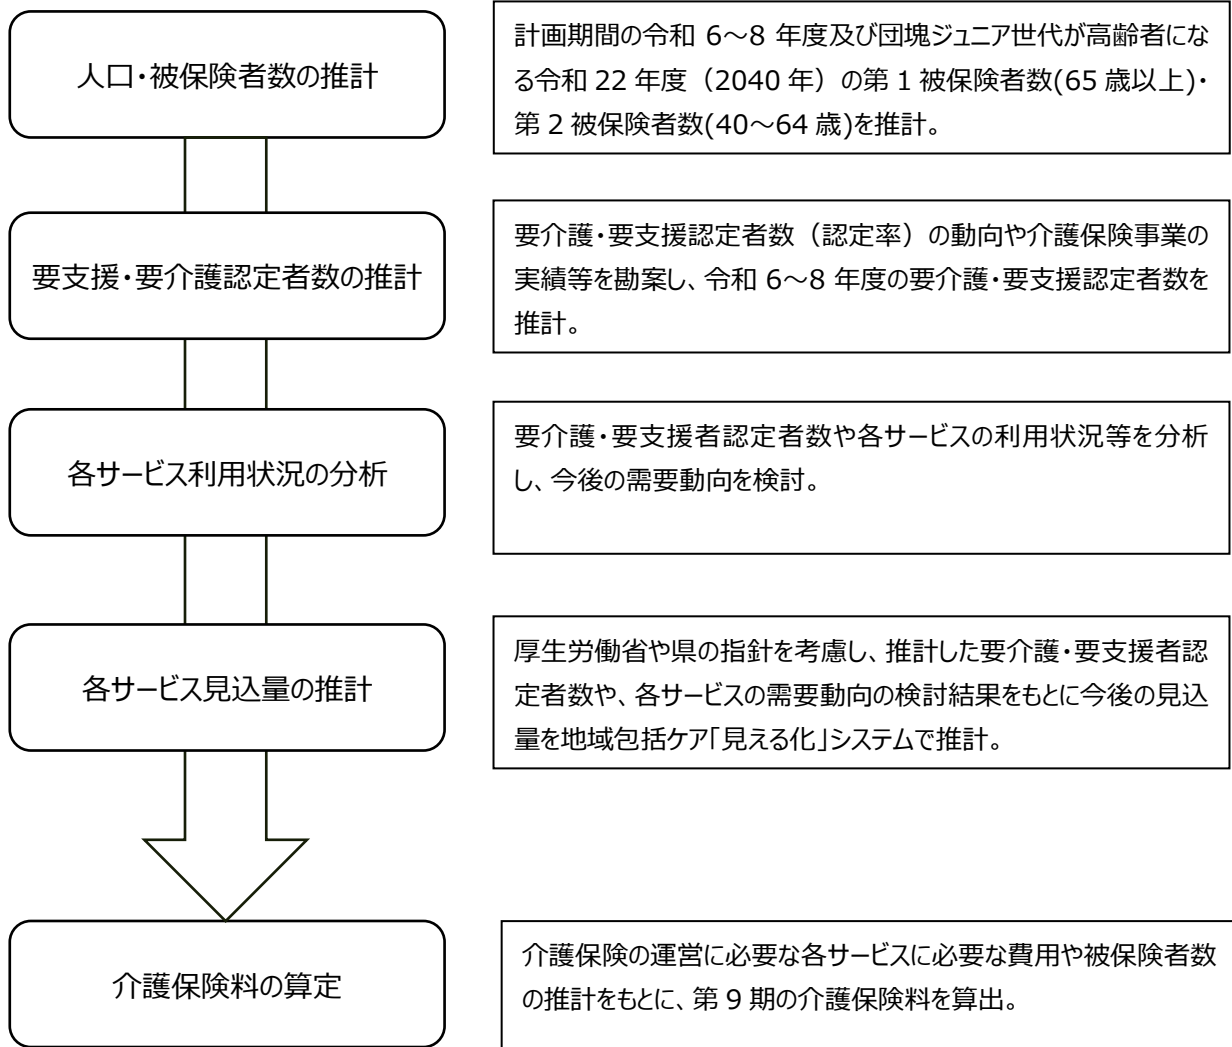 人口・被保険者数の推計
計画期間の令和 6～8 年度及び団塊ジュニア世代が高齢者にな
る令和 22 年度（2040 年）の第 1 被保険者数(65 歳以上)・
第 2 被保険者数(40～64 歳)を推計。
要支援・要介護認定者数の推計
要介護・要支援認定者数（認定率）の動向や介護保険事業の
実績等を勘案し、令和 6～8 年度の要介護・要支援認定者数を
推計。
各サービス利用状況の分析
要介護・要支援者認定者数や各サービスの利用状況等を分析
し、今後の需要動向を検討。
各サービス見込量の推計
厚生労働省や県の指針を考慮し、推計した要介護・要支援者認
定者数や、各サービスの需要動向の検討結果をもとに今後の見込
量を地域包括ケア「見える化」システムで推計。
介護保険料の算定
介護保険の運営に必要な各サービスに必要な費用や被保険者数
の推計をもとに、第 9 期の介護保険料を算出。